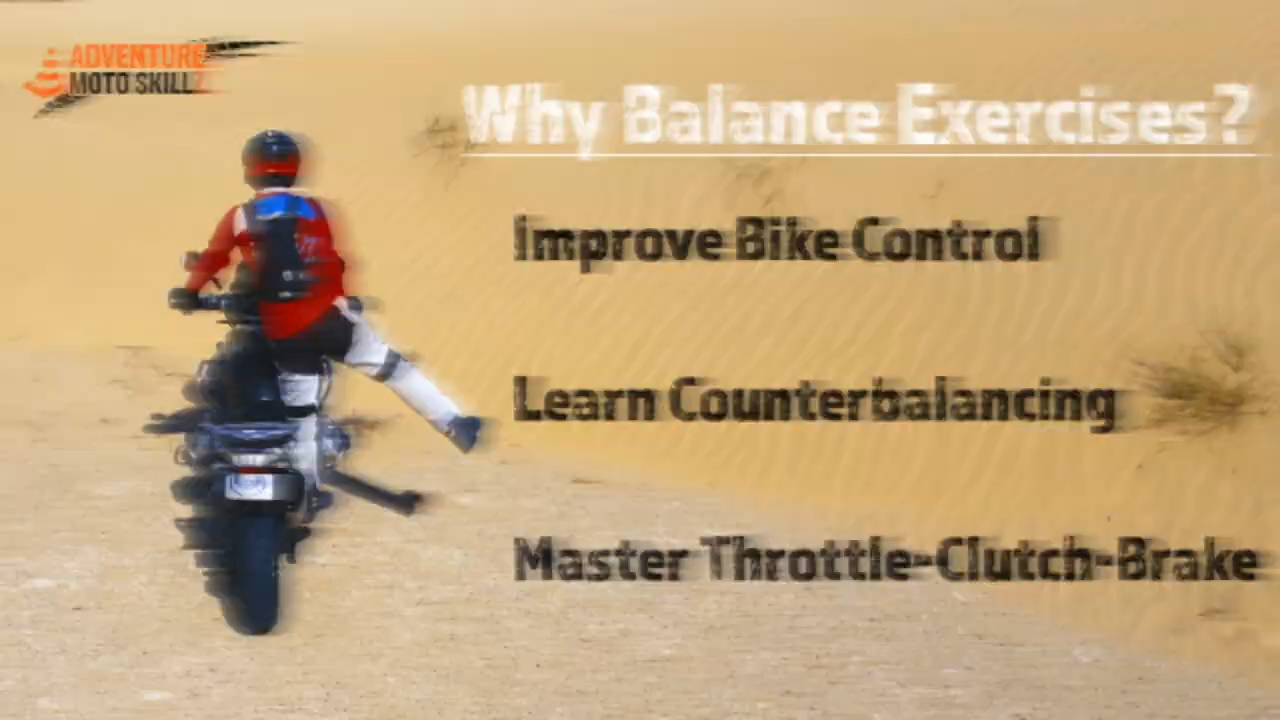 ADVENTURE
MOTO SKILLZ
Why Balance Exercises?
Improve Bike Control
Learn Counterbalancing
Master Throttle-Clutch-Brake